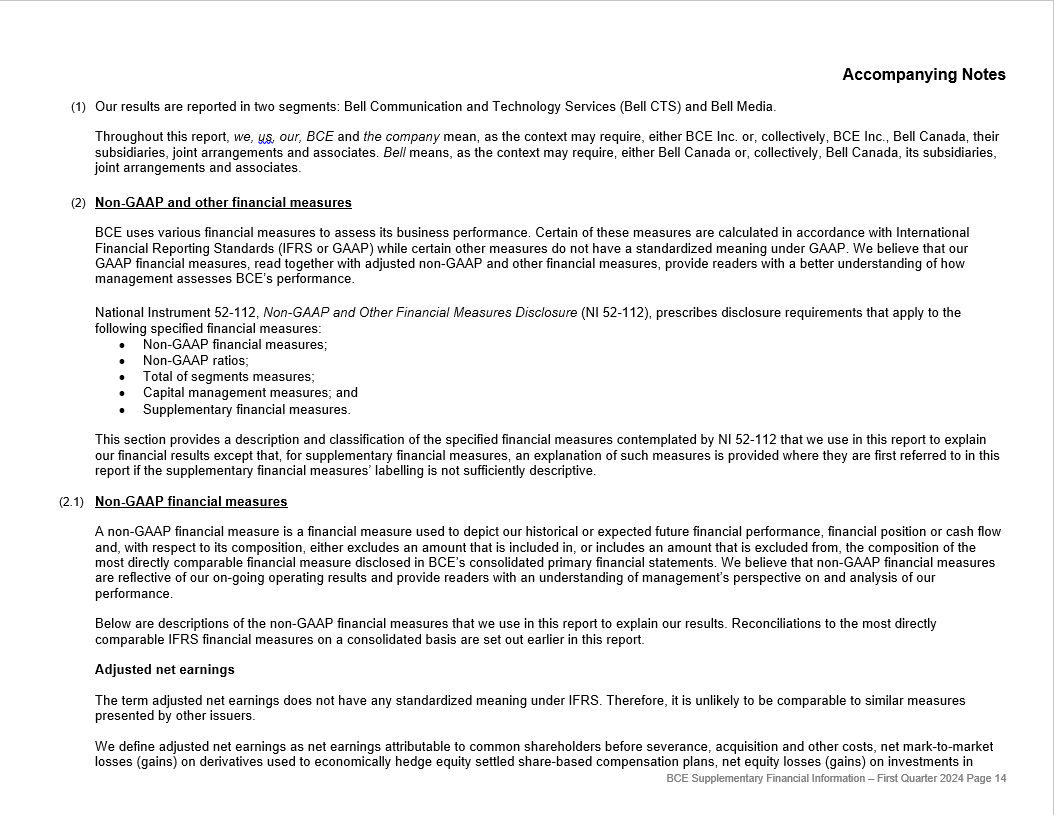 Accompanying Notes
(1) Our results are reported in two segments: Bell Communication and Technology Services (Bell CTS) and Bell Media.
Throughout this report, we, us, our, BCE and the company mean, as the context may require, either BCE Inc. or, collectively, BCE Inc., Bell Canada, their
subsidiaries, joint arrangements and associates. Bell means, as the context may require, either Bell Canada or, collectively, Bell Canada, its subsidiaries,
joint arrangements and associates.
(2) Non-GAAP and other financial measures
BCE uses various financial measures to assess its business performance. Certain of these measures are calculated in accordance with International
Financial Reporting Standards (IFRS or GAAP) while certain other measures do not have a standardized meaning under GAAP. We believe that our
GAAP financial measures, read together with adjusted non-GAAP and other financial measures, provide readers with a better understanding of how
management assesses BCE's performance.
National Instrument 52-112, Non-GAAP and Other Financial Measures Disclosure (NI 52-112), prescribes disclosure requirements that apply to the
following specified financial measures:
• Non-GAAP financial measures;
• Non-GAAP ratios;
• Total of segments measures;
• Capital management measures; and
• Supplementary financial measures.
This section provides a description and classification of the specified financial measures contemplated by NI 52-112 that we use in this report to explain
our financial results except that, for supplementary financial measures, an explanation of such measures is provided where they are first referred to in this
report if the supplementary financial measures' labelling is not sufficiently descriptive.
(2.1) Non-GAAP financial measures
A non-GAAP financial measure is a financial measure used to depict our historical or expected future financial performance, financial position or cash flow
and, with respect to its composition, either excludes an amount that is included in, or includes an amount that is excluded from, the composition of the
most directly comparable financial measure disclosed in BCE's consolidated primary financial statements. We believe that non-GAAP financial measures
are reflective of our on-going operating results and provide readers with an understanding of management's perspective on and analysis of our
performance.
Below are descriptions of the non-GAAP financial measures that we use in this report to explain our results. Reconciliations to the most directly
comparable IFRS financial measures on a consolidated basis are set out earlier in this report.
Adjusted net earnings
The term adjusted net earnings does not have any standardized meaning under IFRS. Therefore, it is unlikely to be comparable to similar measures
presented by other issuers.
We define adjusted net earnings as net earnings attributable to common shareholders before severance, acquisition and other costs, net mark-to-market
losses (gains) on derivatives used to economically hedge equity settled share-based compensation plans, net equity losses (gains) on investments in
BCE Supplementary Financial Information – First Quarter 2024 Page 14